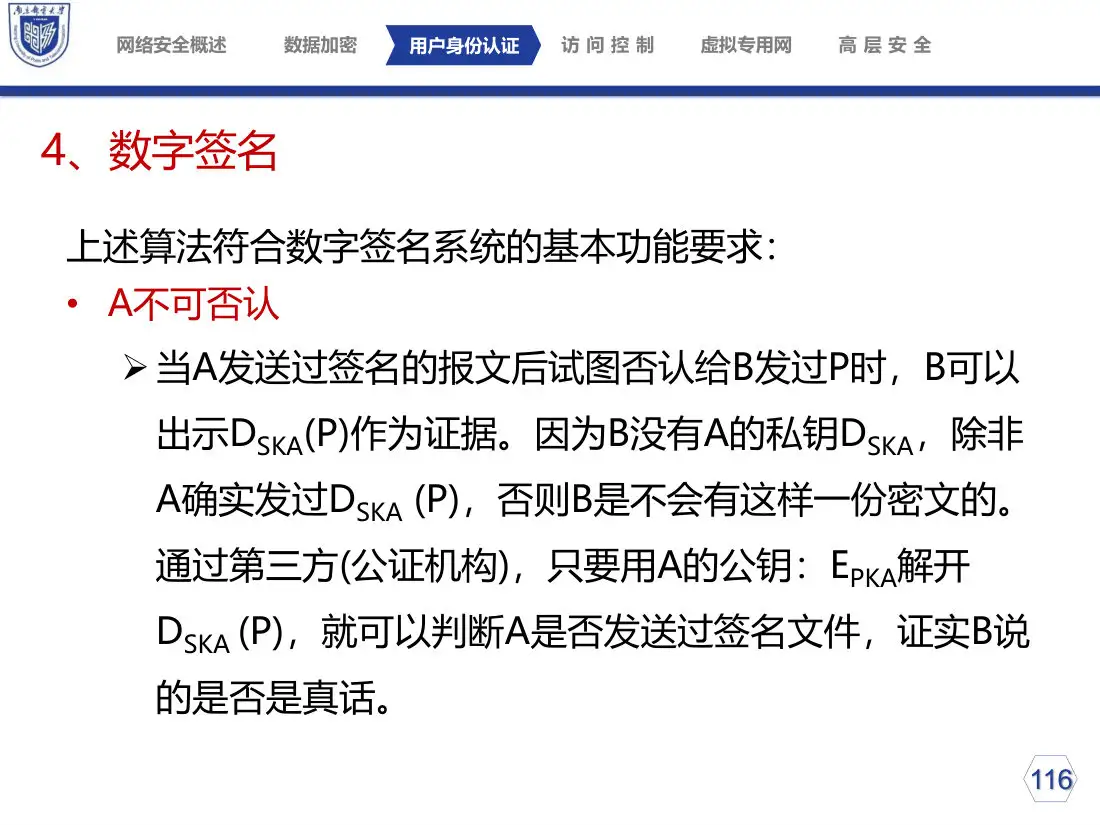 南京邮电大学
网络安全概述 数据加密 用户身份认证 访问控制 虚拟专用网 高层安全
4、数字签名
上述算法符合数字签名系统的基本功能要求：
• A不可否认
➢ 当A发送过签名的报文后试图否认给B发过P时，B可以
出示DSKA(P)作为证据。因为B没有A的私钥DSKA，除非
A确实发过DSKA (P)，否则B是不会有这样一份密文的。
通过第三方(公证机构)，只要用A的公钥：EPKA解开
DSKA (P)，就可以判断A是否发送过签名文件，证实B说
的是否是真话。
116